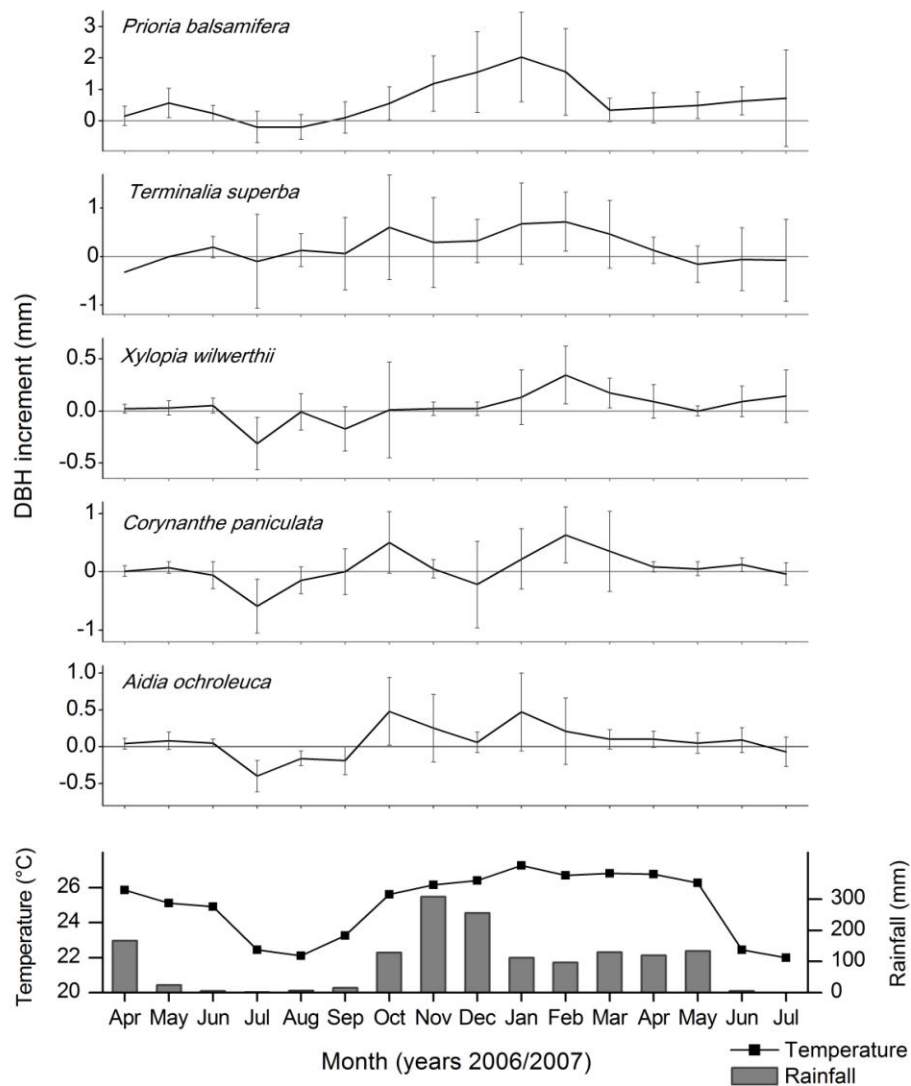 Prioria balsamifera
3
2
1
0
Terminalia superba
1
0
-1
DBH increment (mm)
Xylopia wilwerthii
0.5
0.0
-0.5
Corynanthe paniculata
1
0
-1
Aidia ochroleuca
1.0
0.5
0.0
-0.5
Temperature (°C)
26
24
22
20
300
200
100
0
Rainfall (mm)
Apr May Jun Jul Aug Sep Oct Nov Dec Jan Feb Mar Apr May Jun Jul
Month (years 2006/2007)
Temperature
Rainfall